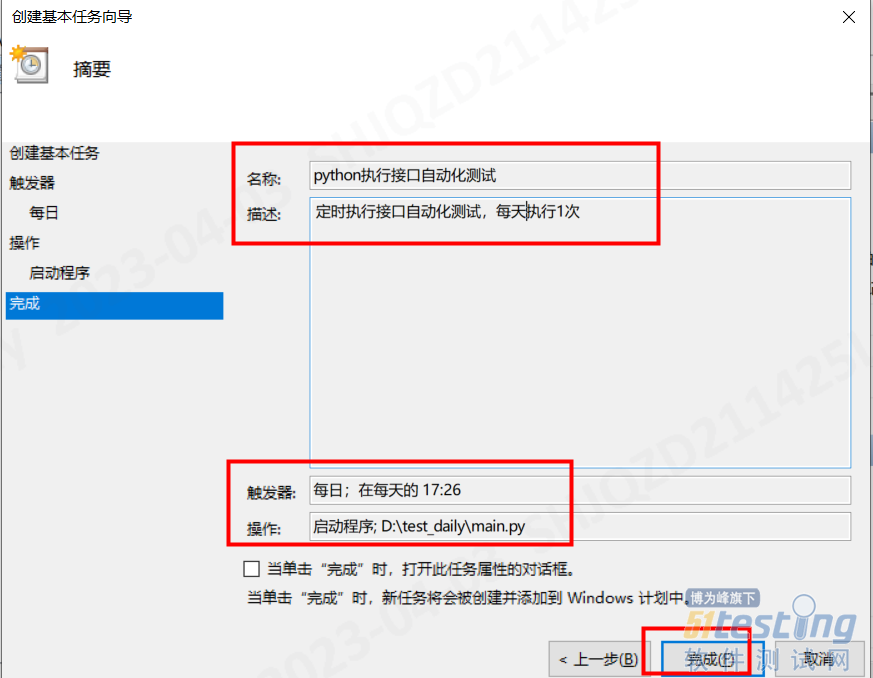 创建基本任务向导
摘要
创建基本任务
触发器
每日
操作
启动程序
完成
名称: python执行接口自动化测试
描述: 定时执行接口自动化测试，每天执行1次
触发器: 每日；在每天的 17:26
操作: 启动程序; D:\test_daily\main.py
当单击“完成”时，打开此任务属性的对话框。
当单击“完成”时，新任务将会被创建并添加到 Windows 计划中。
博为峰旗下
51testing
软件测试网
< 上一步(B) 完成(F) 取消
2023-04-03 SHIQZD211425